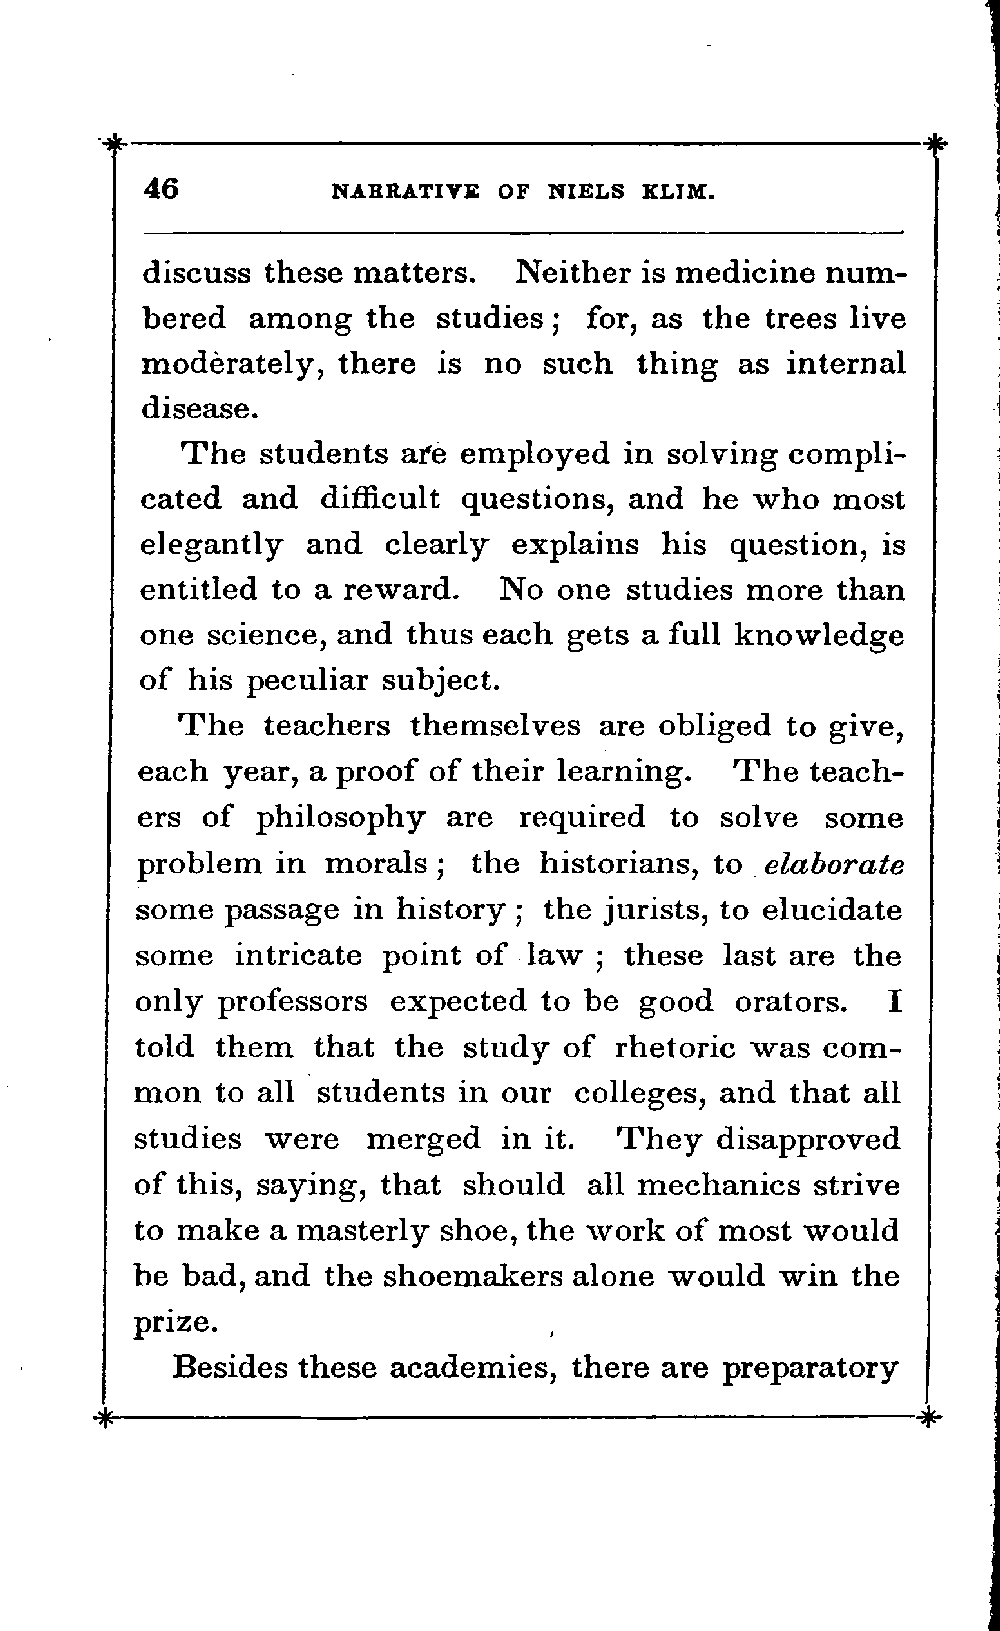 46 NARRATIVE OF NIELS KLIM.
discuss these matters. Neither is medicine num-
bered among the studies; for, as the trees live
moderately, there is no such thing as internal
disease.
The students are employed in solving compli-
cated and difficult questions, and he who most
elegantly and clearly explains his question, is
entitled to a reward. No one studies more than
one science, and thus each gets a full knowledge
of his peculiar subject.
The teachers themselves are obliged to give,
each year, a proof of their learning. The teach-
ers of philosophy are required to solve some
problem in morals; the historians, to elaborate
some passage in history; the jurists, to elucidate
some intricate point of law; these last are the
only professors expected to be good orators. I
told them that the study of rhetoric was com-
mon to all students in our colleges, and that all
studies were merged in it. They disapproved
of this, saying, that should all mechanics strive
to make a masterly shoe, the work of most would
be bad, and the shoemakers alone would win the
prize.
Besides these academies, there are preparatory